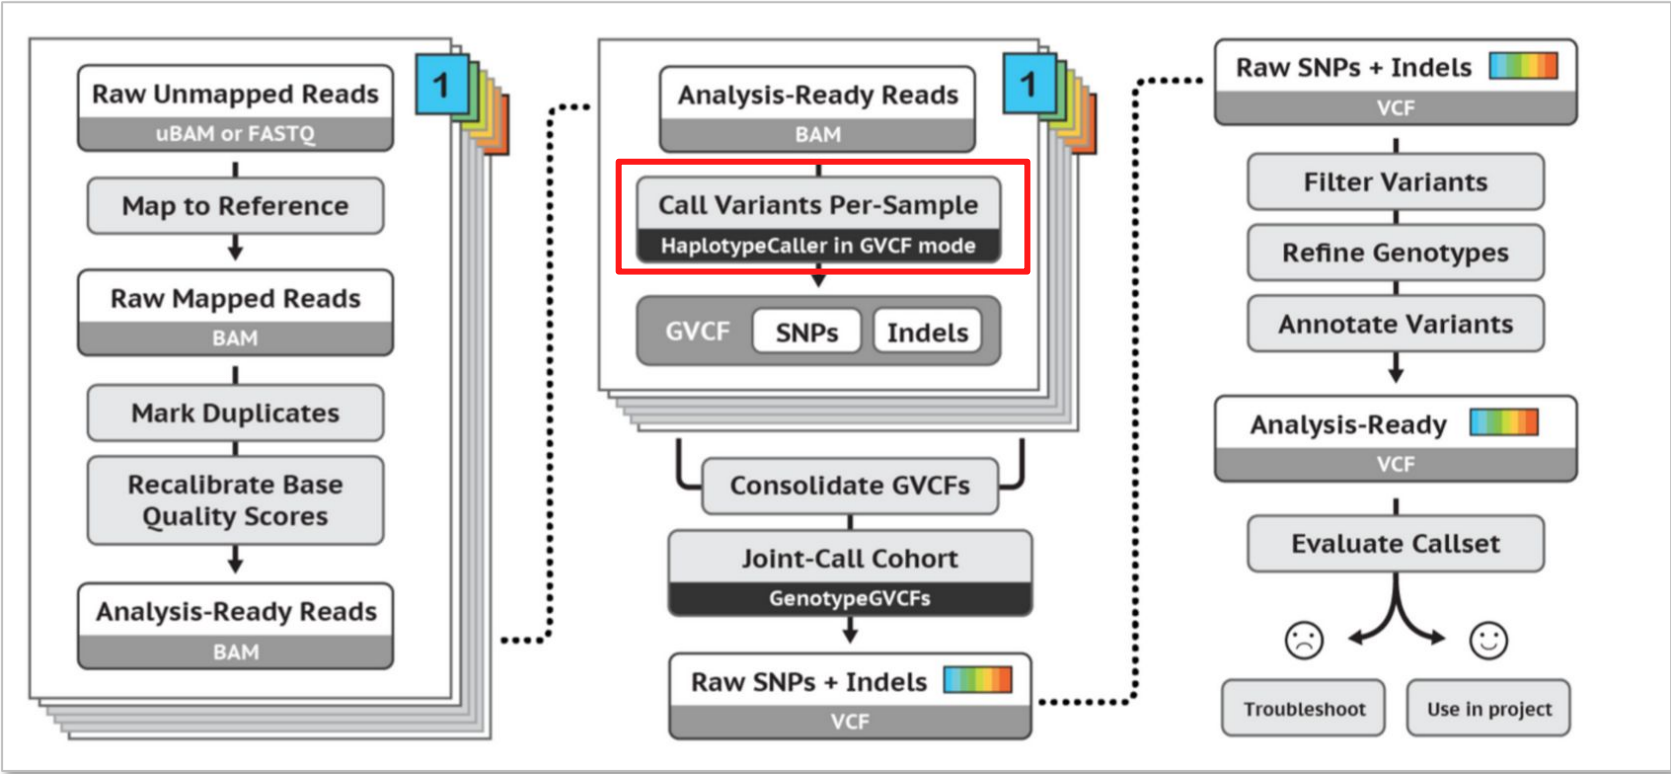 1
Raw Unmapped Reads
uBAM or FASTQ
Map to Reference
Raw Mapped Reads
BAM
Mark Duplicates
Recalibrate Base
Quality Scores
Analysis-Ready Reads
BAM
1
Analysis-Ready Reads
BAM
Call Variants Per-Sample
HaplotypeCaller in GVCF mode
GVCF SNPs Indels
Consolidate GVCFs
Joint-Call Cohort
GenotypeGVCFs
Raw SNPs + Indels
VCF
Raw SNPs + Indels
VCF
Filter Variants
Refine Genotypes
Annotate Variants
Analysis-Ready
VCF
Evaluate Callset
Troubleshoot
Use in project